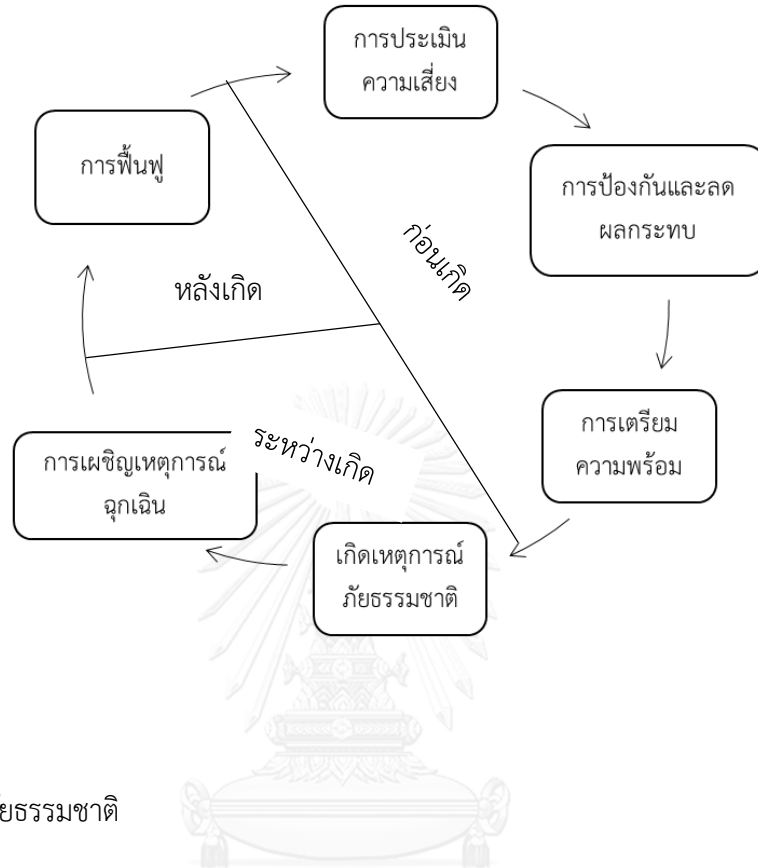 การประเมิน
ความเสี่ยง
การป้องกันและลด
ผลกระทบ
การเตรียม
ความพร้อม
เกิดเหตุการณ์
ภัยธรรมชาติ
การเผชิญเหตุการณ์
ฉุกเฉิน
การฟื้นฟู
ก่อนเกิด
หลังเกิด
ระหว่างเกิด
ภัยธรรมชาติ